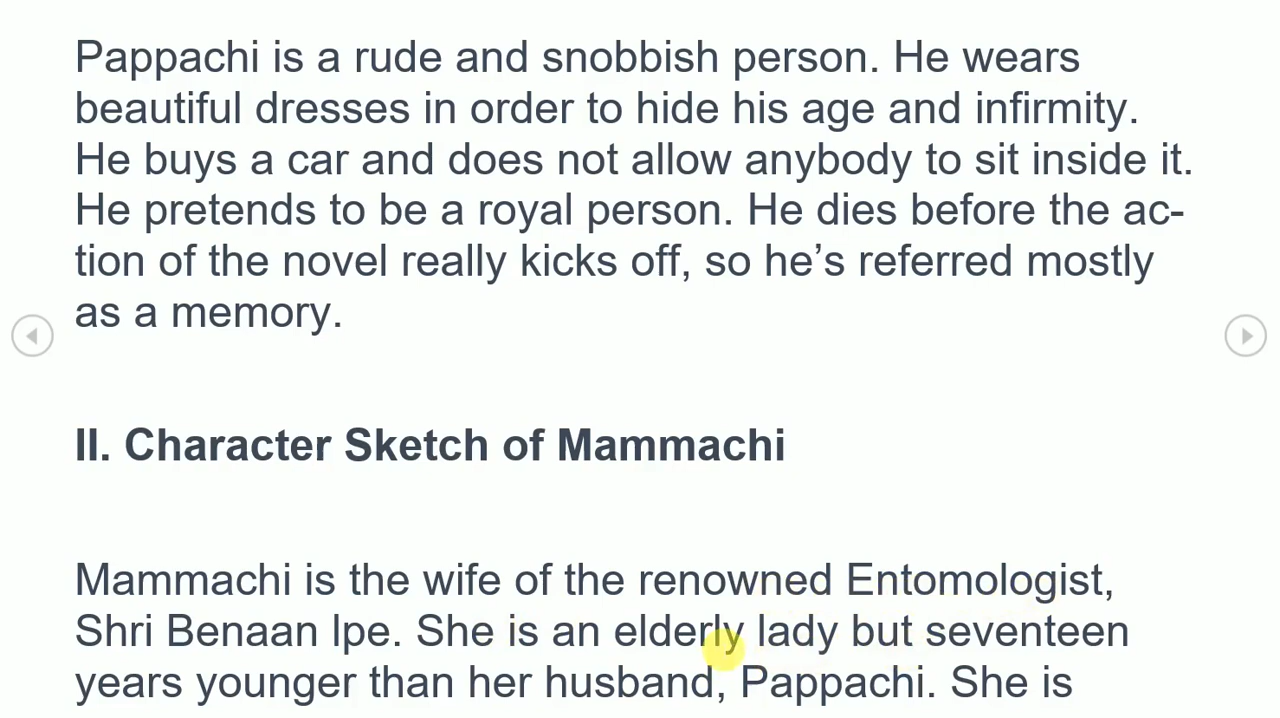 Pappachi is a rude and snobbish person. He wears
beautiful dresses in order to hide his age and infirmity.
He buys a car and does not allow anybody to sit inside it.
He pretends to be a royal person. He dies before the ac-
tion of the novel really kicks off, so he’s referred mostly
as a memory.
II. Character Sketch of Mammachi
Mammachi is the wife of the renowned Entomologist,
Shri Benaan Ipe. She is an elderly lady but seventeen
years younger than her husband, Pappachi. She is